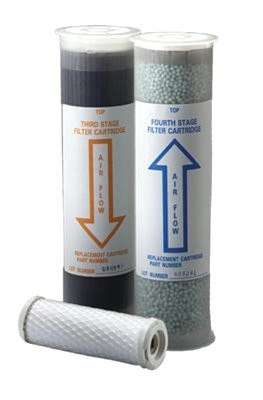 TOP
THIRD STAGE
FILTER CARTRIDGE
AIR FLOW
REPLACEMENT CARTRIDGE
PART NUMBER
LOT NUMBER
TOP
FOURTH STAGE
FILTER CARTRIDGE
AIR FLOW
REPLACEMENT CARTRIDGE
PART NUMBER
LOT NUMBER